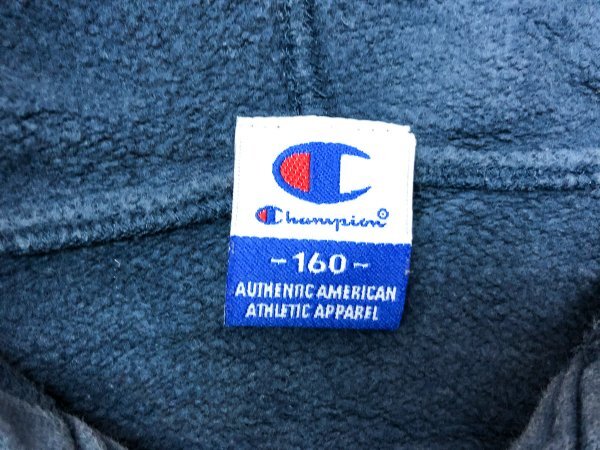 Champion®
-160-
AUTHENTIC AMERICAN
ATHLETIC APPAREL